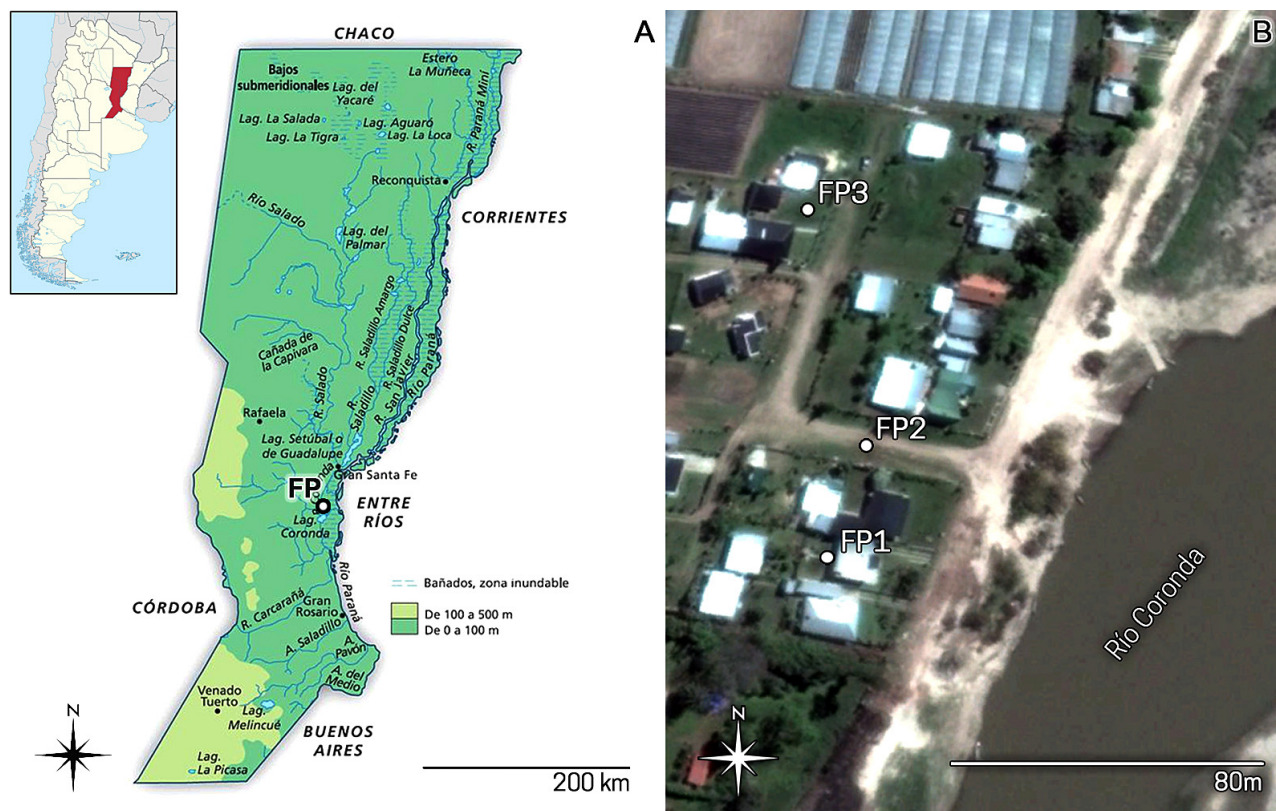 A
CHACO
Bajos
submeridionales
Estero
La Muñeca
Lag. del
Yacaré
Lag. La Salada
Lag. Aguará
Lag. La Tigra
Lag. La Loca
R. Paraná Miní
Reconquista
Río Salado
CORRIENTES
Lag. del
Palmar
R. Saladillo Amargo
R. Saladillo Dulce
Cañada de
la Capivara
R. Salado
R.
Saladillo
R. San Javier
Río Paraná
Rafaela
Lag. Setúbal o
de Guadalupe
Gran Santa Fe
FP
ENTRE
RÍOS
Lag.
Coronda
Río Paraná
Bañados, zona inundable
De 100 a 500 m
De 0 a 100 m
CÓRDOBA
R. Carcarañá
Gran
Rosario
A. Saladillo
A.
Pavón
A. del
Medio
Venado
Tuerto
Lag.
Melincué
BUENOS
AIRES
Lag.
La Picasa
N
200 km
B
FP3
FP2
FP1
Río Coronda
N
80m